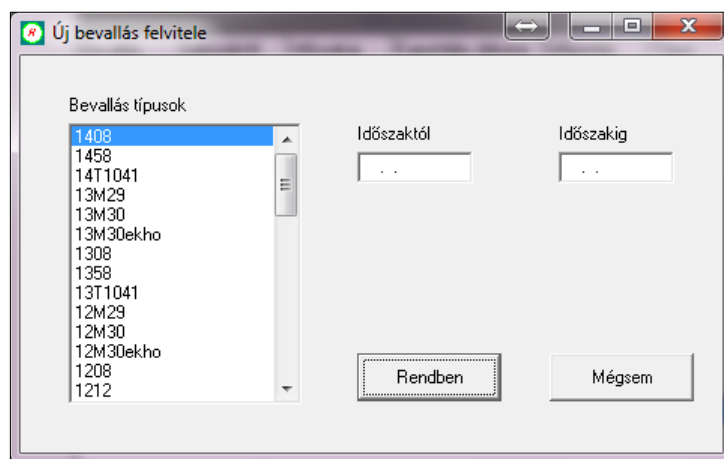 Új bevallás felvitele
Bevallás típusok
1408
1458
14T1041
13M29
13M30
13M30ekho
1308
1358
13T1041
12M29
12M30
12M30ekho
1208
1212
Időszaktól
. .
Időszakig
. .
Rendben
Mégsem